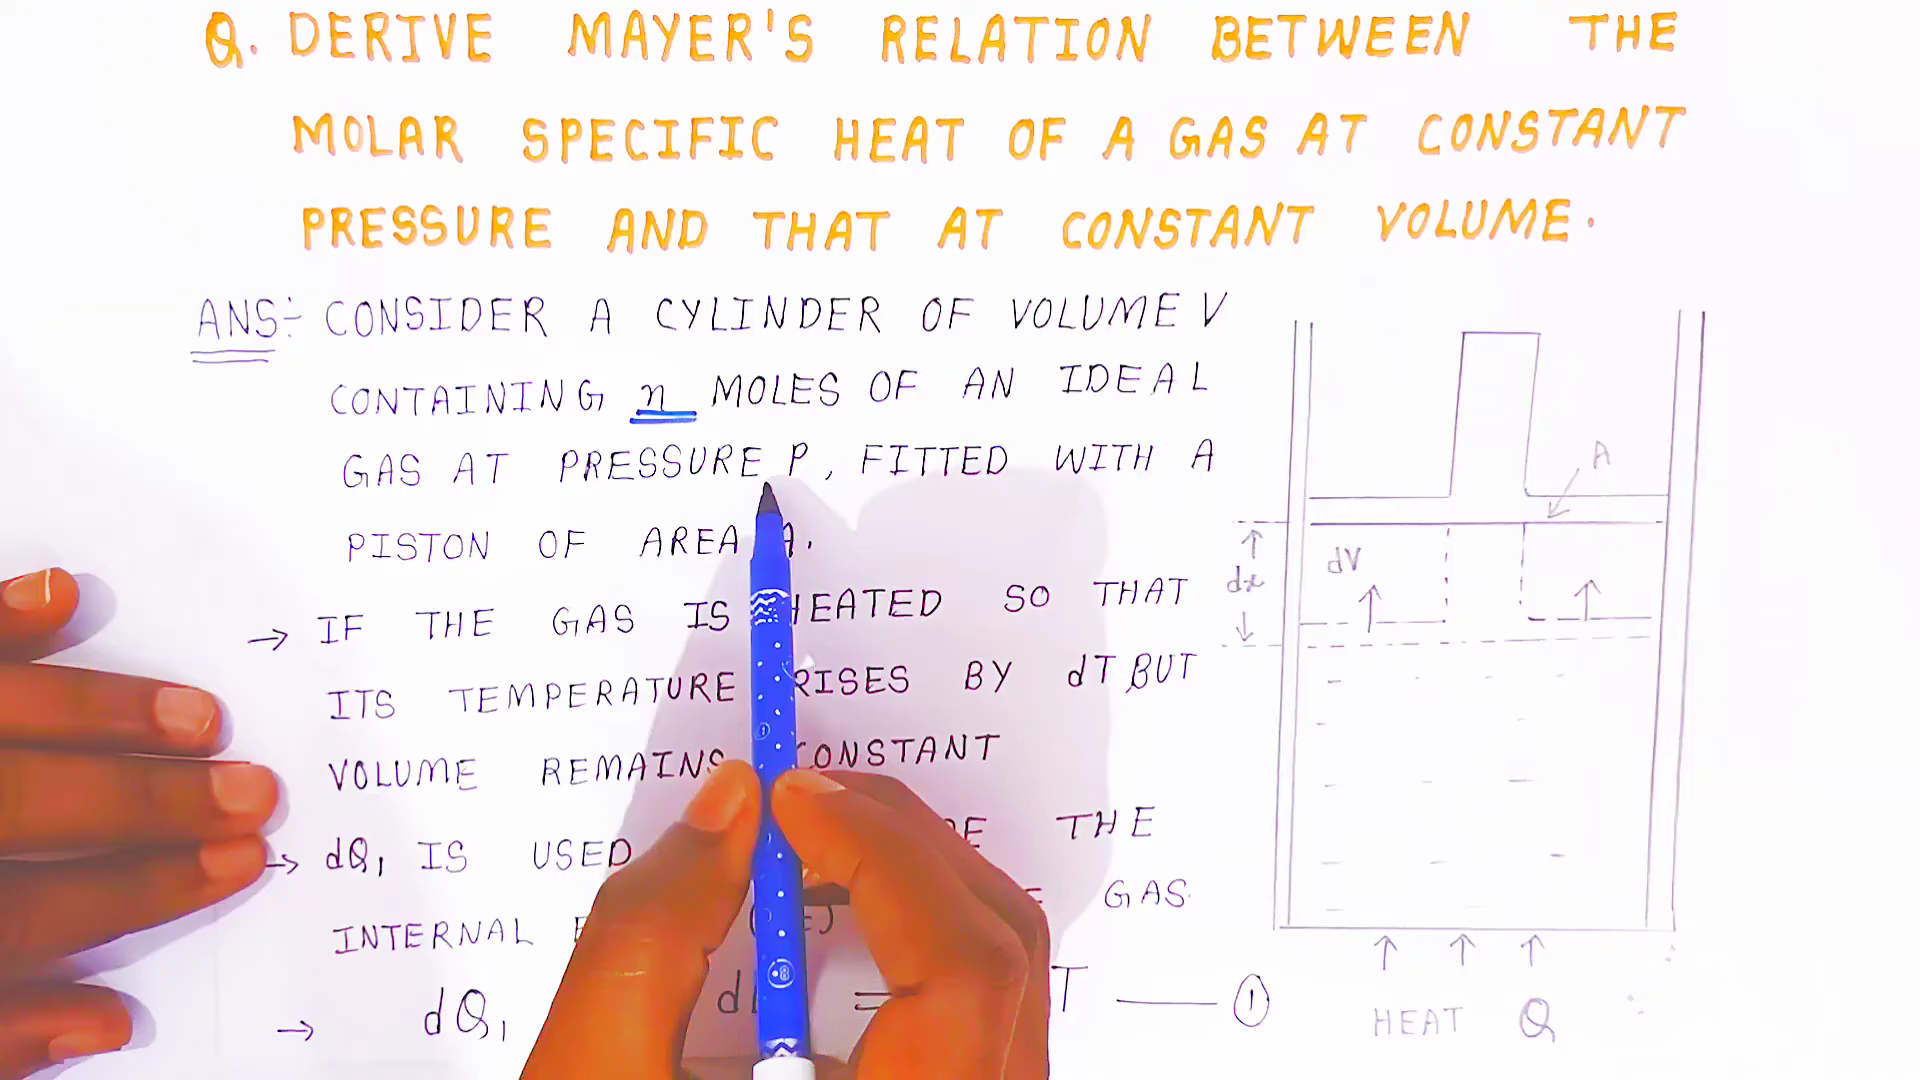 Q. DERIVE MAYER'S RELATION BETWEEN THE
MOLAR SPECIFIC HEAT OF A GAS AT CONSTANT
PRESSURE AND THAT AT CONSTANT VOLUME.
ANS:- CONSIDER A CYLINDER OF VOLUME V
CONTAINING n MOLES OF AN IDEAL
GAS AT PRESSURE P, FITTED WITH A
PISTON OF AREA A.
→ IF THE GAS IS HEATED SO THAT
ITS TEMPERATURE RISES BY dT BUT
VOLUME REMAINS CONSTANT
→ dQ₁ IS USED THE
INTERNAL GAS.
→ dQ₁ = T —— ①
A
dV
dx
HEAT Q